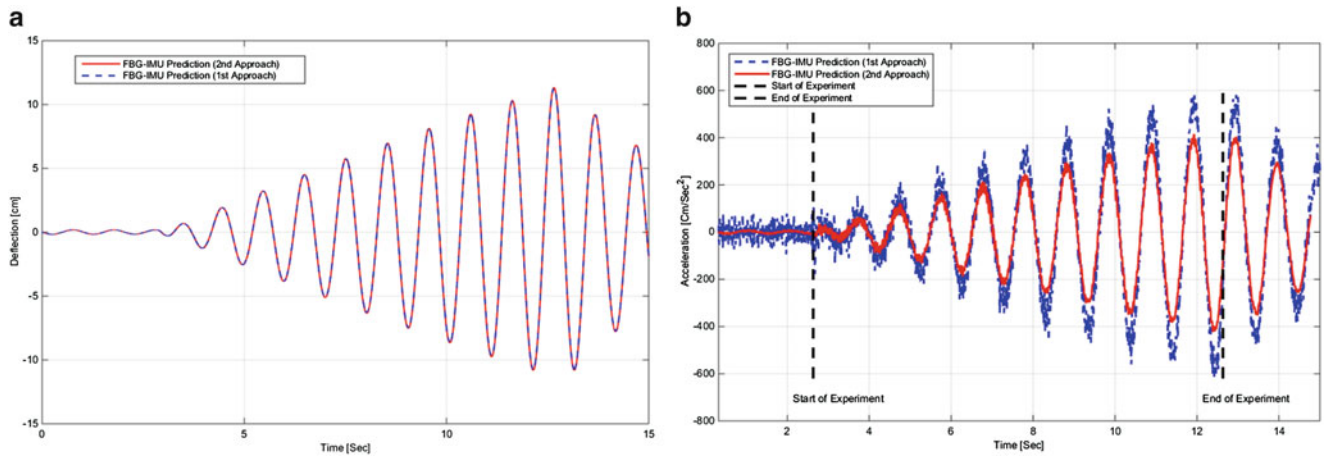 a
15
10
5
0
-5
-10
-15
Deflection [cm]
FBG-IMU Prediction (2nd Approach)
FBG-IMU Prediction (1st Approach)
0 5 10 15
Time [Sec]
b
800
600
400
200
0
-200
-400
-600
-800
Acceleration [Cm/Sec²]
FBG-IMU Prediction (1st Approach)
FBG-IMU Prediction (2nd Approach)
Start of Experiment
End of Experiment
Start of Experiment
End of Experiment
2 4 6 8 10 12 14
Time [Sec]